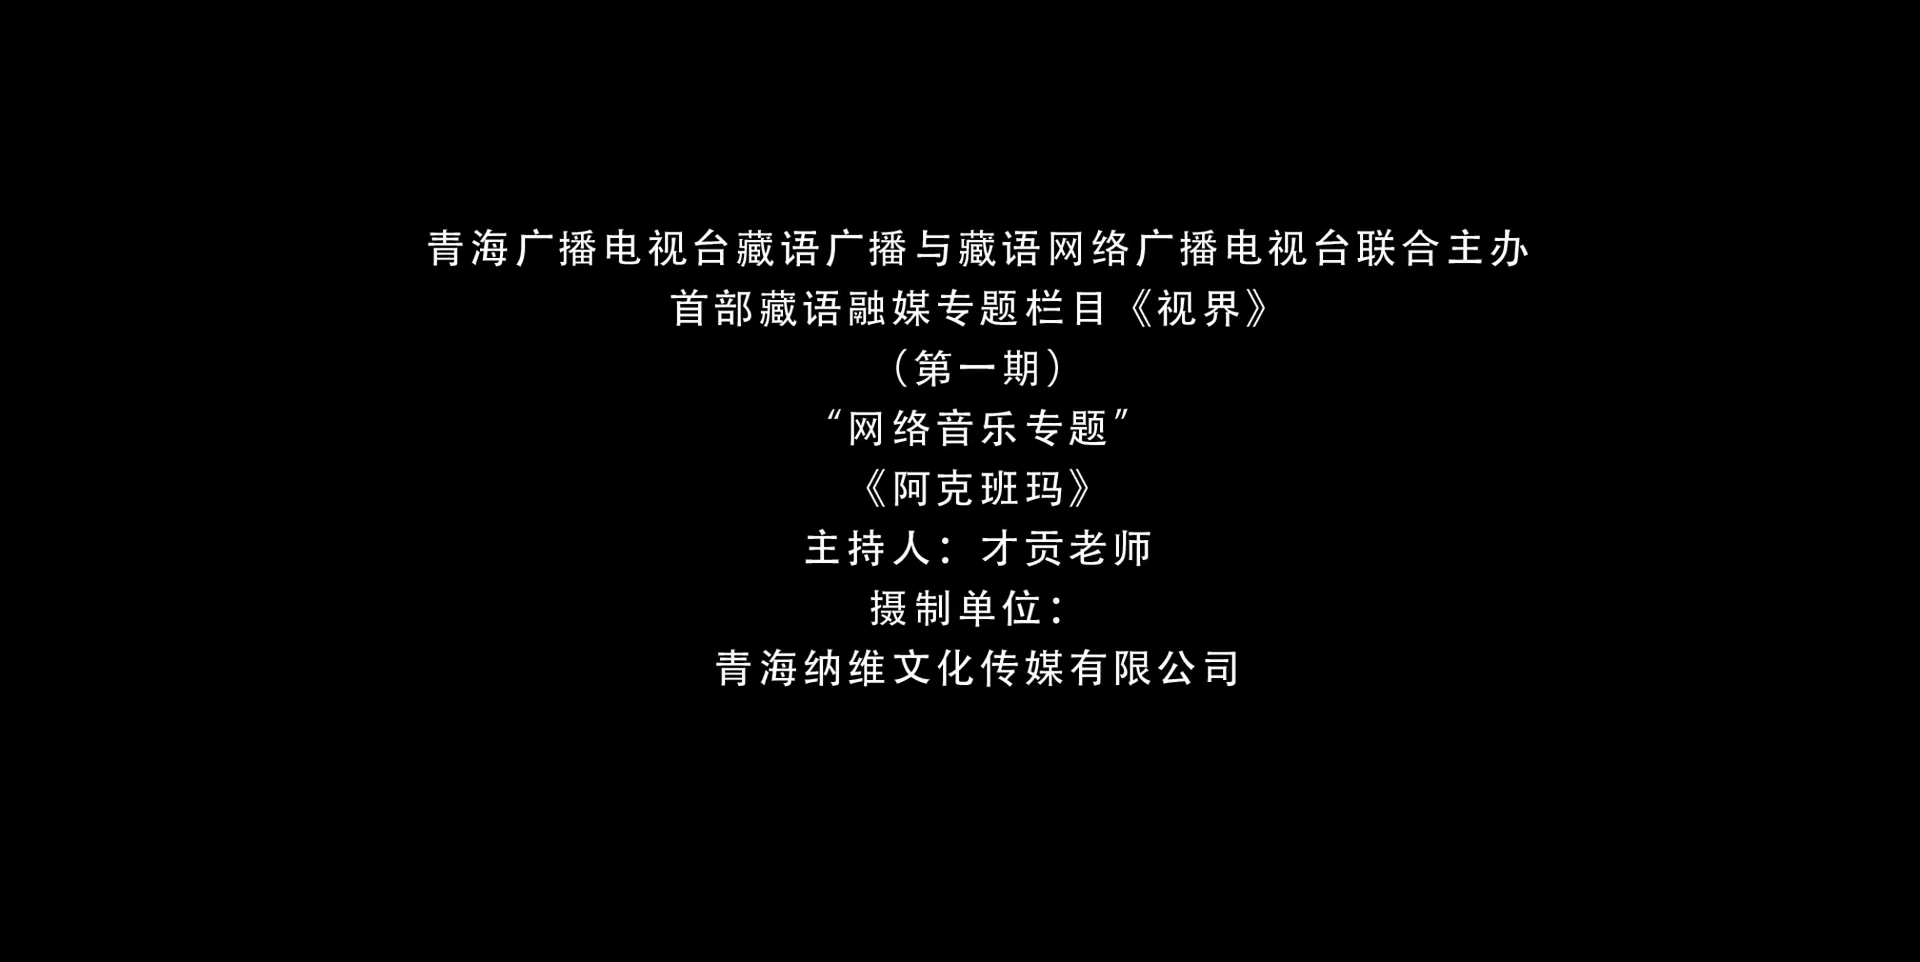 青海广播电视台藏语广播与藏语网络广播电视台联合主办
首部藏语融媒专题栏目《视界》
（第一期）
“网络音乐专题”
《阿克班玛》
主持人：才贡老师
摄制单位：
青海纳维文化传媒有限公司